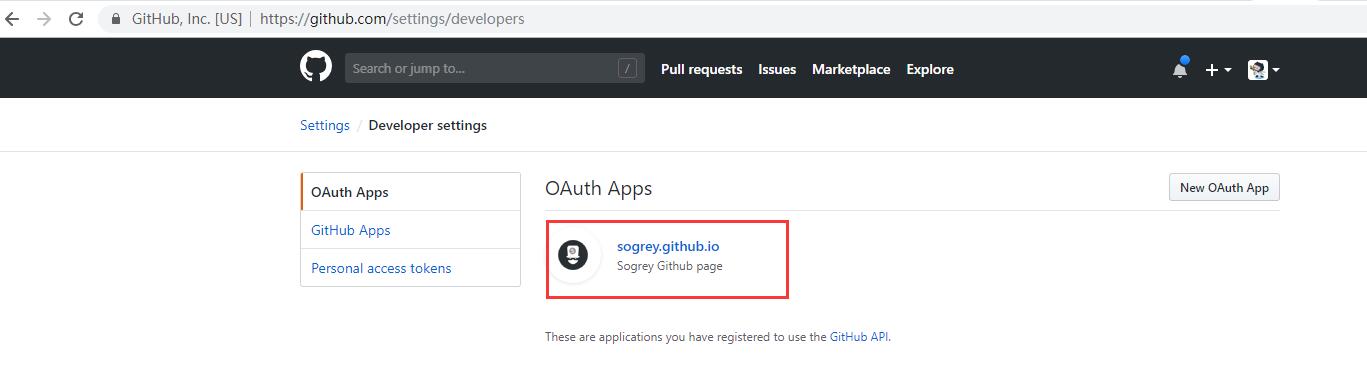 GitHub, Inc. [US] | https://github.com/settings/developers
Search or jump to... / Pull requests Issues Marketplace Explore
Settings / Developer settings
OAuth Apps
GitHub Apps
Personal access tokens
OAuth Apps
New OAuth App
sogrey.github.io
Sogrey Github page
These are applications you have registered to use the GitHub API.